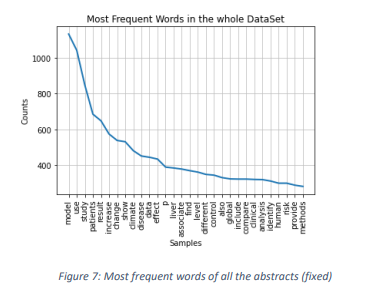 Most Frequent Words in the whole DataSet
Counts
1000
800
600
400
model
use
study
patients
result
increase
change
show
climate
disease
data
effect
p
liver
associate
find
level
different
control
also
global
include
compare
clinical
analysis
identify
human
risk
provide
methods
Samples
Figure 7: Most frequent words of all the abstracts (fixed)